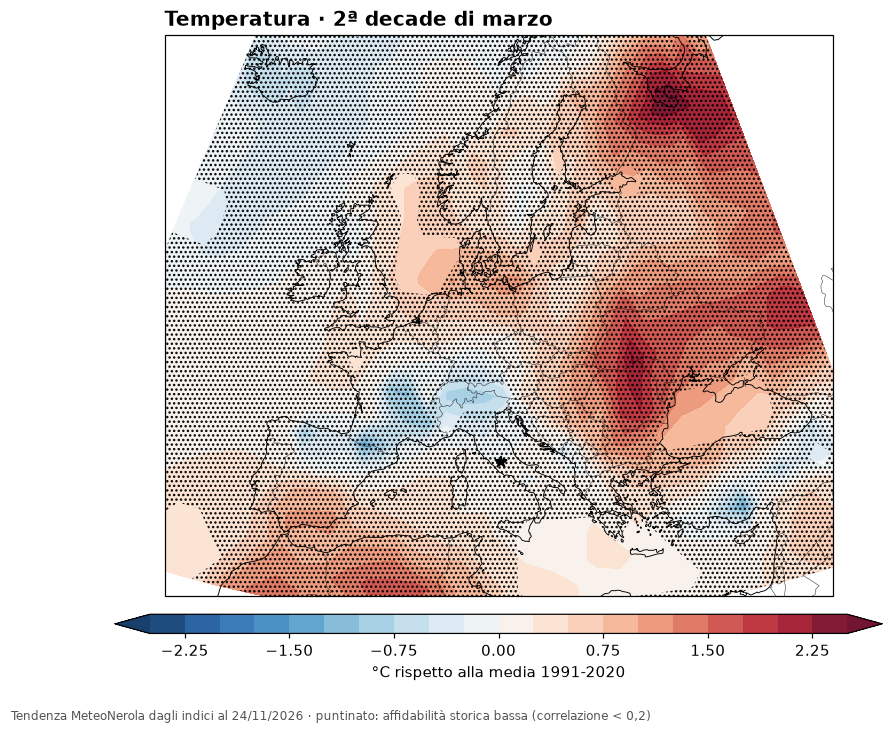 Temperatura · 2ª decade di marzo
−2.25 −1.50 −0.75 0.00 0.75 1.50 2.25
°C rispetto alla media 1991-2020
Tendenza MeteoNerola dagli indici al 24/11/2026 · puntinato: affidabilità storica bassa (correlazione < 0,2)